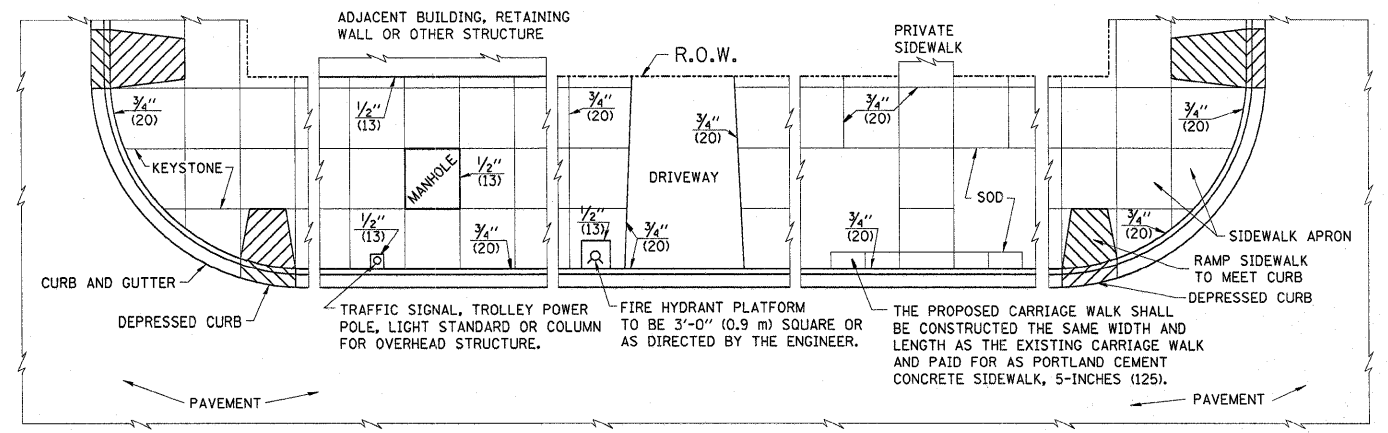 ADJACENT BUILDING, RETAINING
WALL OR OTHER STRUCTURE
R.O.W.
PRIVATE
SIDEWALK
3/4"
(20)
1/2"
(13)
3/4"
(20)
3/4"
(20)
3/4"
(20)
3/4"
(20)
KEYSTONE
MANHOLE
1/2"
(13)
DRIVEWAY
SOD
1/2"
(13)
3/4"
(20)
1/2"
(13)
3/4"
(20)
3/4"
(20)
3/4"
(20)
SIDEWALK APRON
RAMP SIDEWALK
TO MEET CURB
DEPRESSED CURB
CURB AND GUTTER
DEPRESSED CURB
TRAFFIC SIGNAL, TROLLEY POWER
POLE, LIGHT STANDARD OR COLUMN
FOR OVERHEAD STRUCTURE.
FIRE HYDRANT PLATFORM
TO BE 3'-0" (0.9 m) SQUARE OR
AS DIRECTED BY THE ENGINEER.
THE PROPOSED CARRIAGE WALK SHALL
BE CONSTRUCTED THE SAME WIDTH AND
LENGTH AS THE EXISTING CARRIAGE WALK
AND PAID FOR AS PORTLAND CEMENT
CONCRETE SIDEWALK, 5-INCHES (125).
PAVEMENT
PAVEMENT